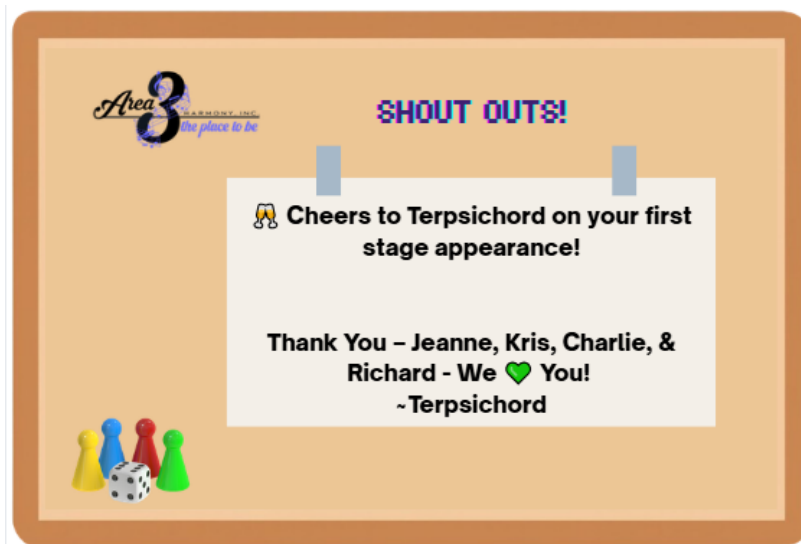 Area 3
HARMONY, INC.
the place to be
SHOUT OUTS!
🥂 Cheers to Terpsichord on your first
stage appearance!
Thank You – Jeanne, Kris, Charlie, &
Richard - We 💚 You!
~Terpsichord